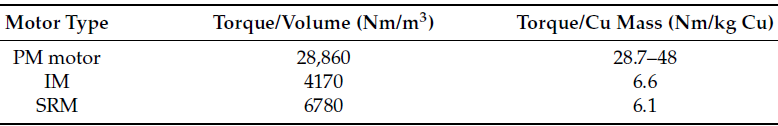 Motor Type Torque/Volume (Nm/m³) Torque/Cu Mass (Nm/kg Cu)
PM motor 28,860 28.7–48
IM 4170 6.6
SRM 6780 6.1